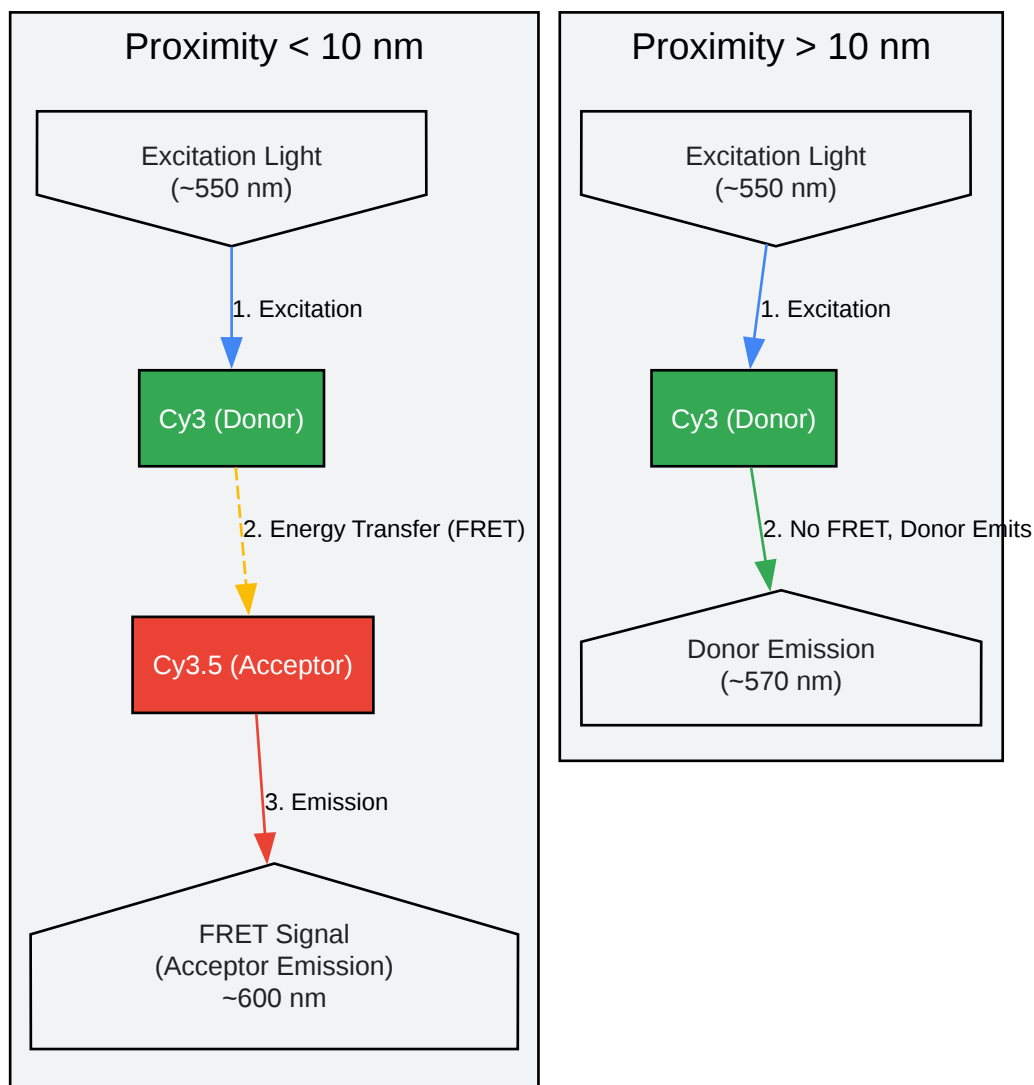 Proximity < 10 nm
Excitation Light
(~550 nm)
1. Excitation
Cy3 (Donor)
2. Energy Transfer (FRET)
Cy3.5 (Acceptor)
3. Emission
FRET Signal
(Acceptor Emission)
~600 nm
Proximity > 10 nm
Excitation Light
(~550 nm)
1. Excitation
Cy3 (Donor)
2. No FRET, Donor Emits
Donor Emission
(~570 nm)